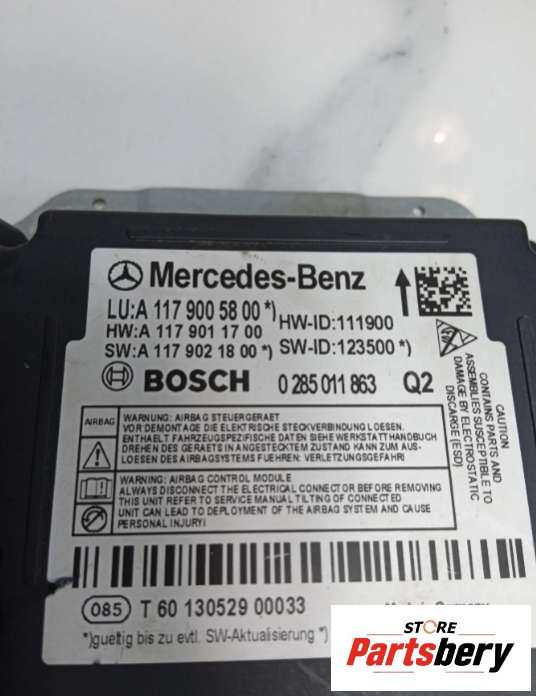 Mercedes-Benz
LU:A 117 900 58 00 *)
HW-ID:111900
HW:A 117 901 17 00
SW:A 117 902 18 00 *)
SW-ID:123500 *)
BOSCH 0 285 011 863 Q2
AIRBAG
WARNUNG: AIRBAG STEUERGERAET
VOR DEMONTAGE DIE ELEKTRISCHE STECKVERBINDUNG LOESEN.
ENTHAELT FAHRZEUGSPEZIFISCHE DATEN SIEHE WERKSTATTHANDBUCH
DREHEN DES GERAETS IN ANGESTECKTEM ZUSTAND KANN ZUM AUS-
LOESEN DES AIRBAGSYSTEMS FUEHREN: VERLETZUNGSGEFAHR!
WARNING: AIRBAG CONTROL MODULE
ALWAYS DISCONNECT THE ELECTRICAL CONNECTOR BEFORE REMOVING
THIS UNIT REFER TO SERVICE MANUAL TILTING OF CONNECTED
UNIT CAN LEAD TO DEPLOYMENT OF THE AIRBAG SYSTEM AND CAUSE
PERSONAL INJURY!
CAUTION
CONTAINS PARTS AND
ASSEMBLIES SUSCEPTIBLE TO
DAMAGE BY ELECTROSTATIC
DISCARGE (ESD)
085 T 60 130529 00033
*)gueltig bis zu evtl. SW-Aktualisierung *)
STORE
Partsbery